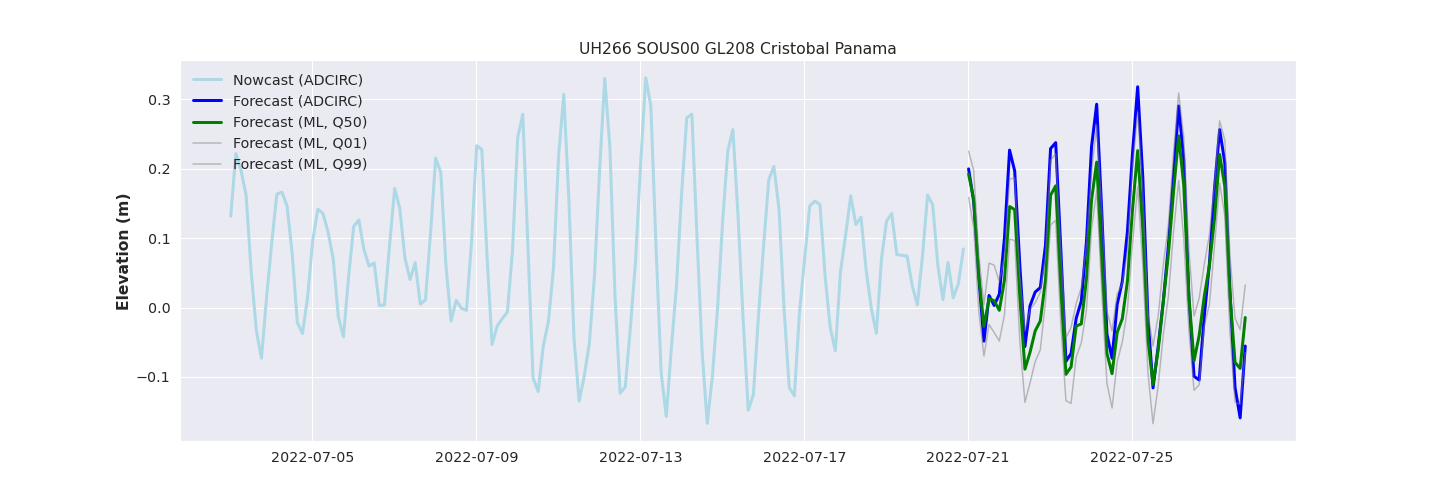 UH266 SOUS00 GL208 Cristobal Panama
Nowcast (ADCIRC)
Forecast (ADCIRC)
Forecast (ML, Q50)
Forecast (ML, Q01)
Forecast (ML, Q99)
Elevation (m)
0.3
0.2
0.1
0.0
−0.1
2022-07-05
2022-07-09
2022-07-13
2022-07-17
2022-07-21
2022-07-25